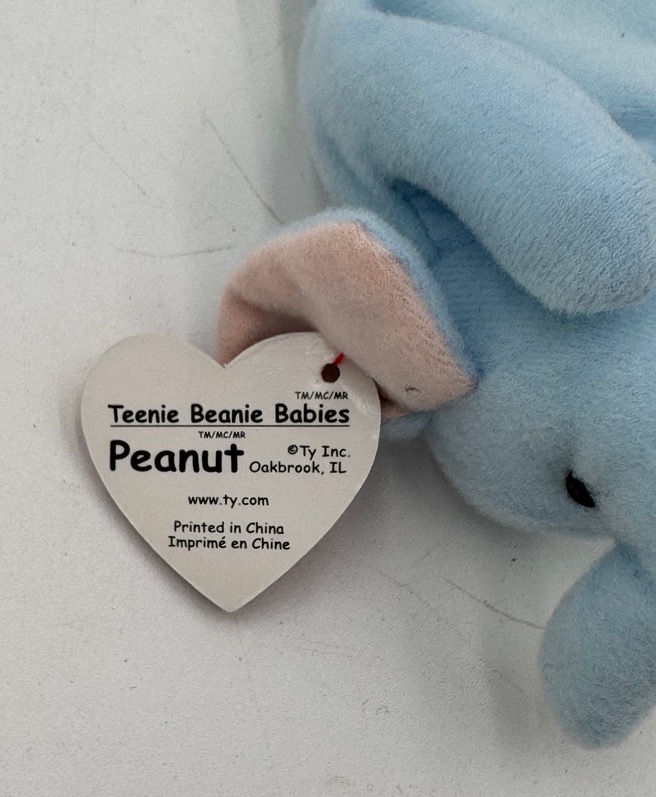 TM/MC/MR
Teenie Beanie Babies
TM/MC/MR
Peanut ©Ty Inc.
Oakbrook, IL
www.ty.com
Printed in China
Imprimé en Chine